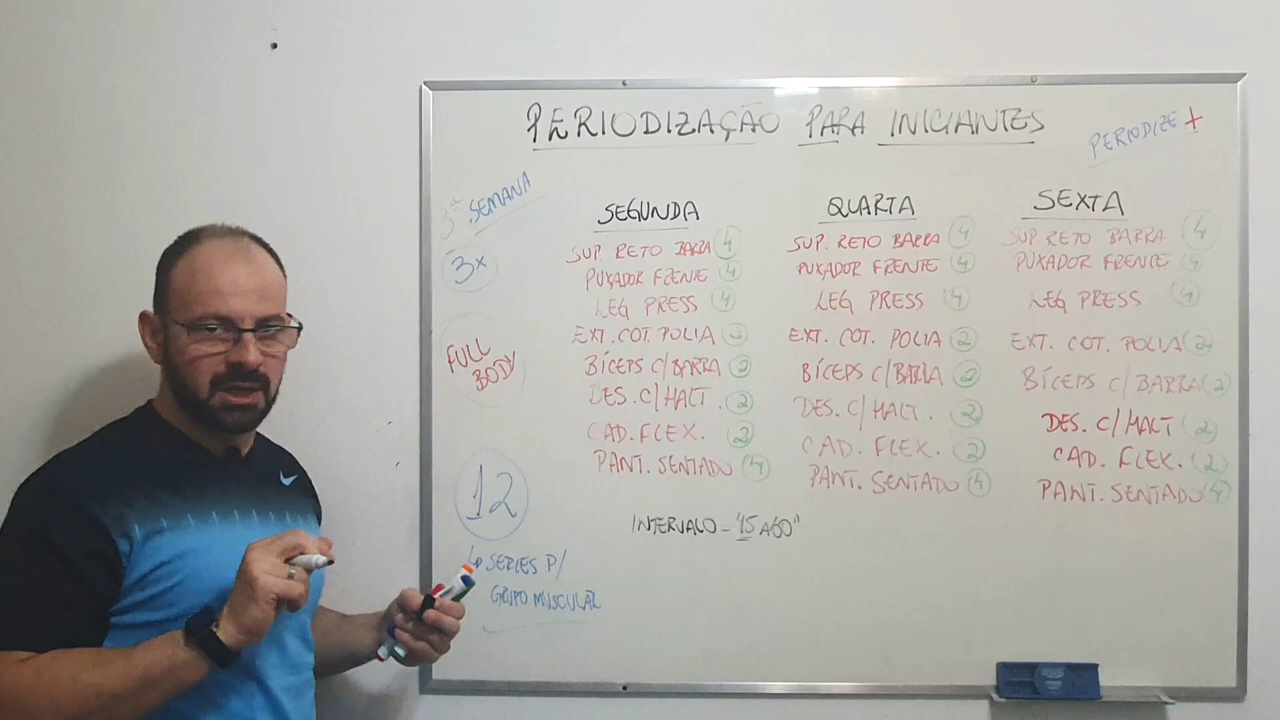 PERIODIZAÇÃO PARA INICIANTES
PERIODIZE +
3ª SEMANA
3x
FULL
BODY
12
SERIES P/
GRUPO MUSCULAR
SEGUNDA
SUP. RETO BARRA 4
PUXADOR FRENTE 4
LEG PRESS 4
EXT. COT. POLIA
BÍCEPS C/BARRA 2
DES. C/HALT. 2
CAD. FLEX. 2
PANT. SENTADO 4
INTERVALO - 45 A 60"
QUARTA
SUP. RETO BARRA 4
PUXADOR FRENTE 4
LEG PRESS 4
EXT. COT. POLIA 2
BÍCEPS C/BARRA 2
DES. C/HALT. 2
CAD. FLEX. 2
PANT. SENTADO 4
SEXTA
SUP. RETO BARRA 4
PUXADOR FRENTE 4
LEG PRESS 4
EXT. COT. POLIA 2
BÍCEPS C/BARRA 2
DES. C/HALT 2
CAD. FLEX. 2
PANT. SENTADO 4